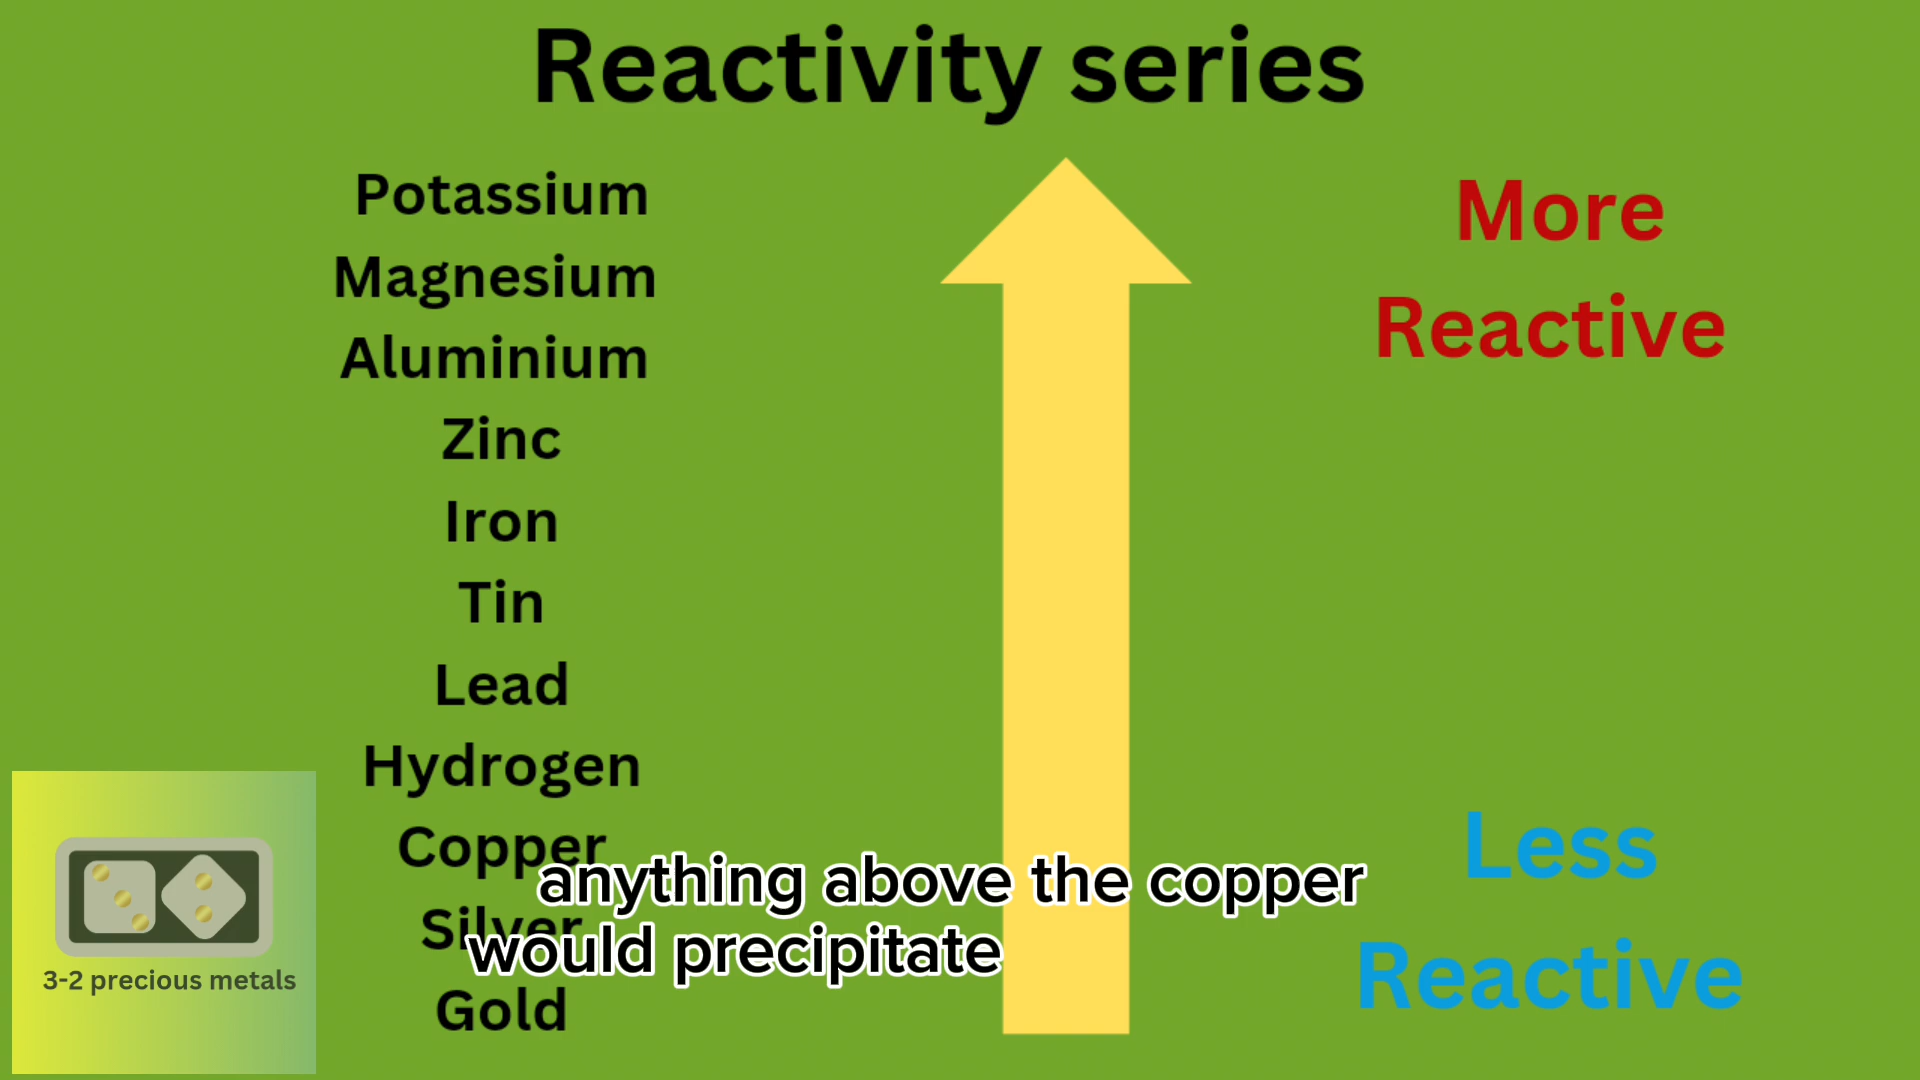 Reactivity series
Potassium
Magnesium
Aluminium
Zinc
Iron
Tin
Lead
Hydrogen
Copper
Silver
Gold
More
Reactive
Less
Reactive
anything above the copper
would precipitate
3-2 precious metals